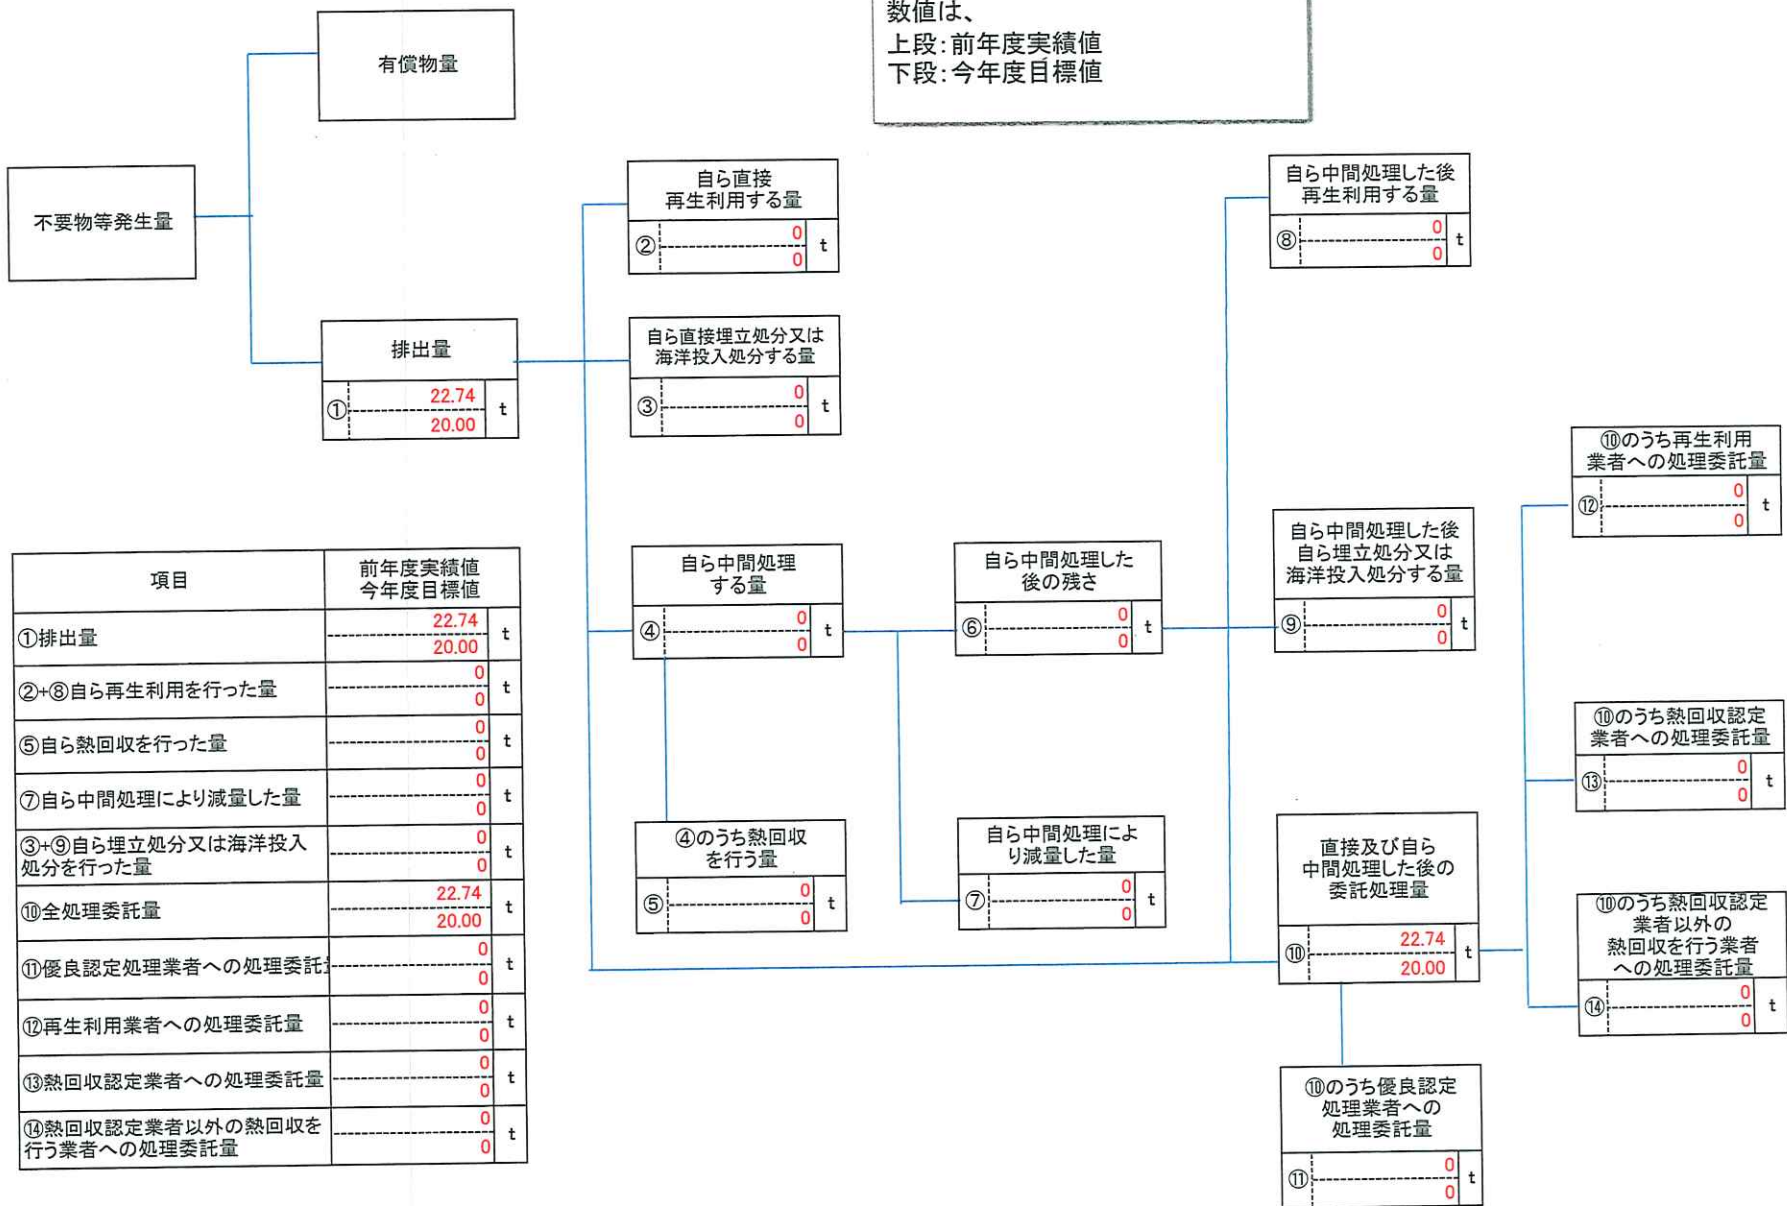 数値は、
上段:前年度実績値
下段:今年度目標値
有償物量
不要物等発生量
排出量
①
22.74
20.00
t
自ら直接
再生利用する量
②
0
0
t
自ら直接埋立処分又は
海洋投入処分する量
③
0
0
t
自ら中間処理
する量
④
0
0
t
④のうち熱回収
を行う量
⑤
0
0
t
自ら中間処理した
後の残さ
⑥
0
0
t
自ら中間処理によ
り減量した量
⑦
0
0
t
自ら中間処理した後
再生利用する量
⑧
0
0
t
自ら中間処理した後
自ら埋立処分又は
海洋投入処分する量
⑨
0
0
t
直接及び自ら
中間処理した後の
委託処理量
⑩
22.74
20.00
t
⑩のうち優良認定
処理業者への
処理委託量
⑪
0
0
t
⑩のうち再生利用
業者への処理委託量
⑫
0
0
t
⑩のうち熱回収認定
業者への処理委託量
⑬
0
0
t
⑩のうち熱回収認定
業者以外の
熱回収を行う業者
への処理委託量
⑭
0
0
t
項目
前年度実績値
今年度目標値
①排出量
22.74
20.00
t
②+⑧自ら再生利用を行った量
0
0
t
⑤自ら熱回収を行った量
0
0
t
⑦自ら中間処理により減量した量
0
0
t
③+⑨自ら埋立処分又は海洋投入
処分を行った量
0
0
t
⑩全処理委託量
22.74
20.00
t
⑪優良認定処理業者への処理委託
0
0
t
⑫再生利用業者への処理委託量
0
0
t
⑬熱回収認定業者への処理委託量
0
0
t
⑭熱回収認定業者以外の熱回収を
行う業者への処理委託量
0
0
t